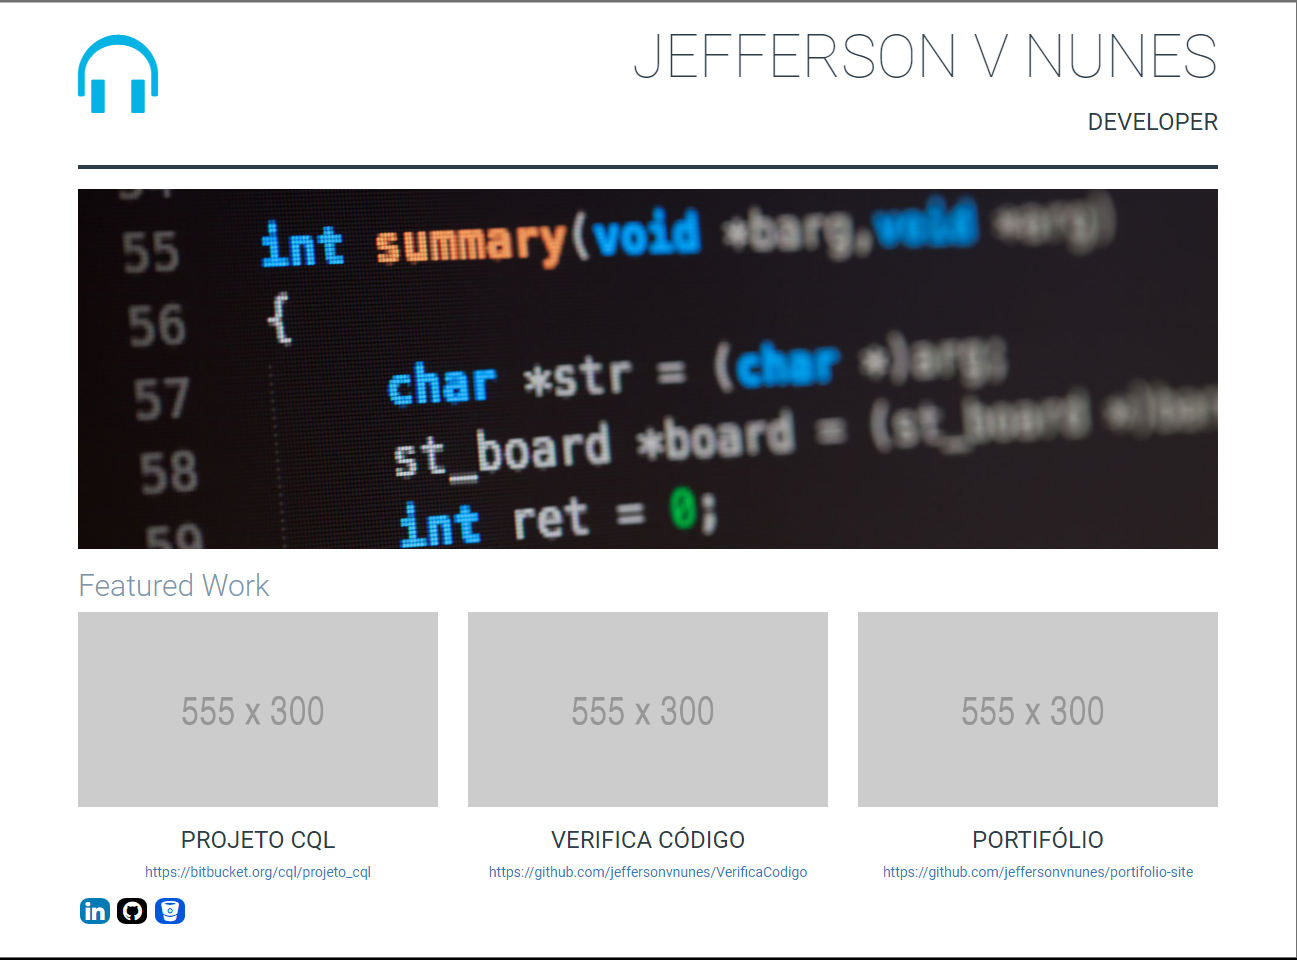 JEFFERSON V NUNES
DEVELOPER
55 int summary(void *barg,void *arg)
56 {
57 char *str = (char *)arg;
58 st_board *board = (st_board
59 int ret = 0;
Featured Work
555 x 300
555 x 300
555 x 300
PROJETO CQL
VERIFICA CÓDIGO
PORTIFÓLIO
https://bitbucket.org/cql/projeto_cql
https://github.com/jeffersonvnunes/VerificaCodigo
https://github.com/jeffersonvnunes/portifolio-site
in